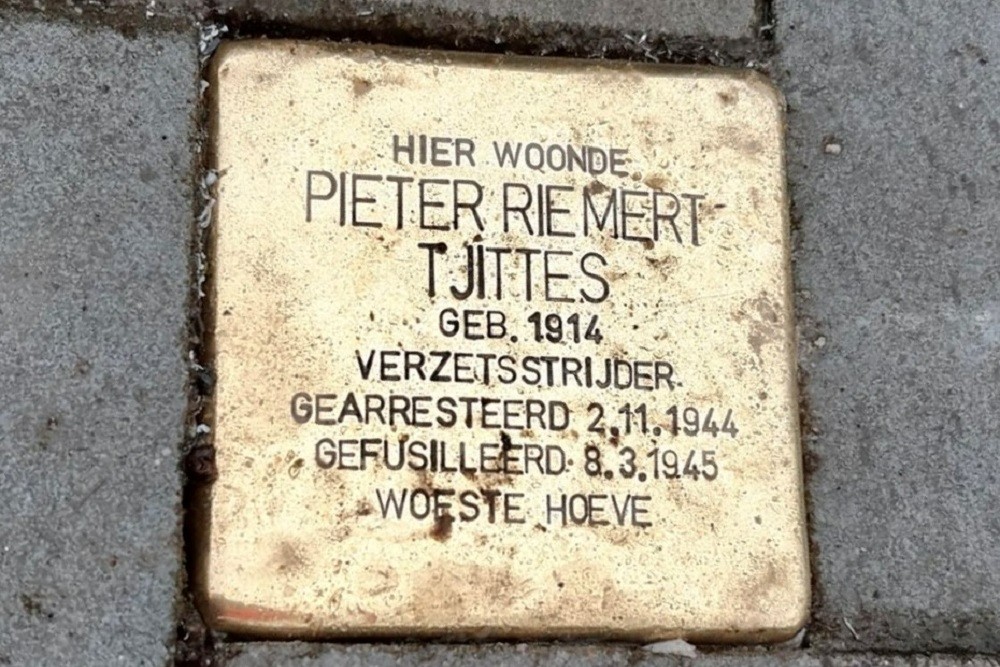 HIER WOONDE
PIETER RIEMERT
TJITTES
GEB. 1914
VERZETSSTRIJDER
GEARRESTEERD 2.11.1944
GEFUSILLEERD 8.3.1945
WOESTE HOEVE